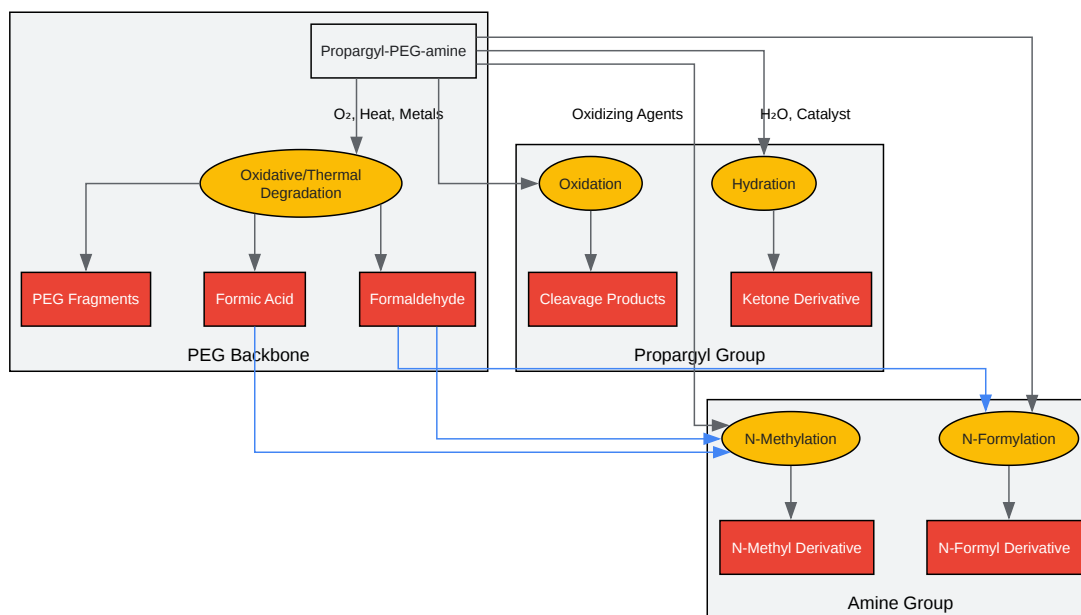 Propargyl-PEG-amine
O₂, Heat, Metals
Oxidizing Agents
H₂O, Catalyst
Oxidative/Thermal
Degradation
Oxidation
Hydration
PEG Fragments
Formic Acid
Formaldehyde
Cleavage Products
Ketone Derivative
PEG Backbone
Propargyl Group
N-Methylation
N-Formylation
N-Methyl Derivative
N-Formyl Derivative
Amine Group